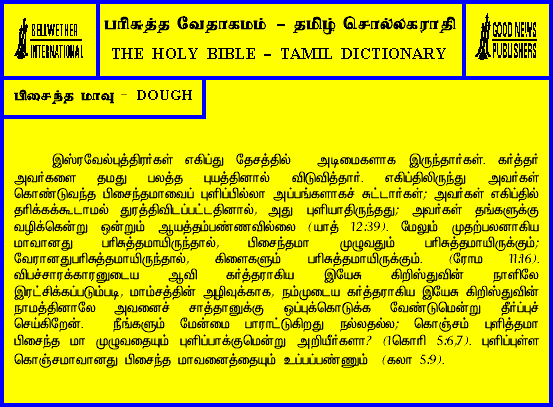 BELLWETHER
INTERNATIONAL
பரிசுத்த வேதாகமம் - தமிழ் சொல்லகராதி
THE HOLY BIBLE - TAMIL DICTIONARY
GOOD NEWS
PUBLISHERS
பிசைந்த மாவு - DOUGH
இஸ்ரவேல்புத்திரர்கள் எகிப்து தேசத்தில் அடிமைகளாக இருந்தார்கள். கர்த்தர்
அவர்களை தமது பலத்த புயத்தினால் விடுவித்தார். எகிப்திலிருந்து அவர்கள்
கொண்டுவந்த பிசைந்தமாவைப் புளிப்பில்லா அப்பங்களாகச் சுட்டார்கள்; அவர்கள் எகிப்தில்
தரிக்கக்கூடாமல் துரத்திவிடப்பட்டதினால், அது புளியாதிருந்தது; அவர்கள் தங்களுக்கு
வழிக்கென்று ஒன்றும் ஆயத்தம்பண்ணவில்லை (யாத் 12:39). மேலும் முதற்பலனாகிய
மாவானது பரிசுத்தமாயிருந்தால், பிசைந்தமா முழுவதும் பரிசுத்தமாயிருக்கும்;
வேரானதுபரிசுத்தமாயிருந்தால், கிளைகளும் பரிசுத்தமாயிருக்கும். (ரோம 11:16).
விபச்சாரக்காரனுடைய ஆவி கர்த்தராகிய இயேசு கிறிஸ்துவின் நாளிலே
இரட்சிக்கப்படும்படி, மாம்சத்தின் அழிவுக்காக, நம்முடைய கர்த்தராகிய இயேசு கிறிஸ்துவின்
நாமத்தினாலே அவனைச் சாத்தானுக்கு ஒப்புக்கொடுக்க வேண்டுமென்று தீர்ப்புச்
செய்கிறேன். நீங்களும் மேன்மை பாராட்டுகிறது நல்லதல்ல; கொஞ்சம் புளித்தமா
பிசைந்த மா முழுவதையும் புளிப்பாக்குமென்று அறியீர்களா? (1கொரி 5:6,7). புளிப்புள்ள
கொஞ்சமாவானது பிசைந்த மாவனைத்தையும் உப்பப்பண்ணும் (கலா 5:9).